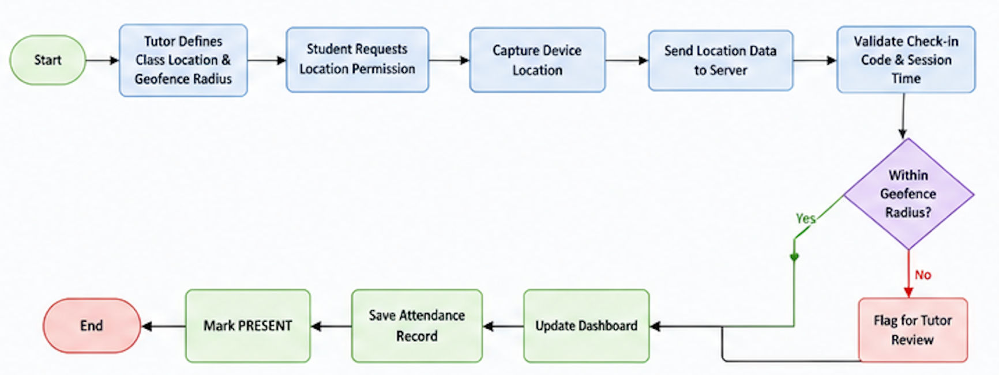 Start
Tutor Defines
Class Location &
Geofence Radius
Student Requests
Location Permission
Capture Device
Location
Send Location Data
to Server
Validate Check-in
Code & Session
Time
Within
Geofence
Radius?
Yes
No
Flag for Tutor
Review
Update Dashboard
Save Attendance
Record
Mark PRESENT
End